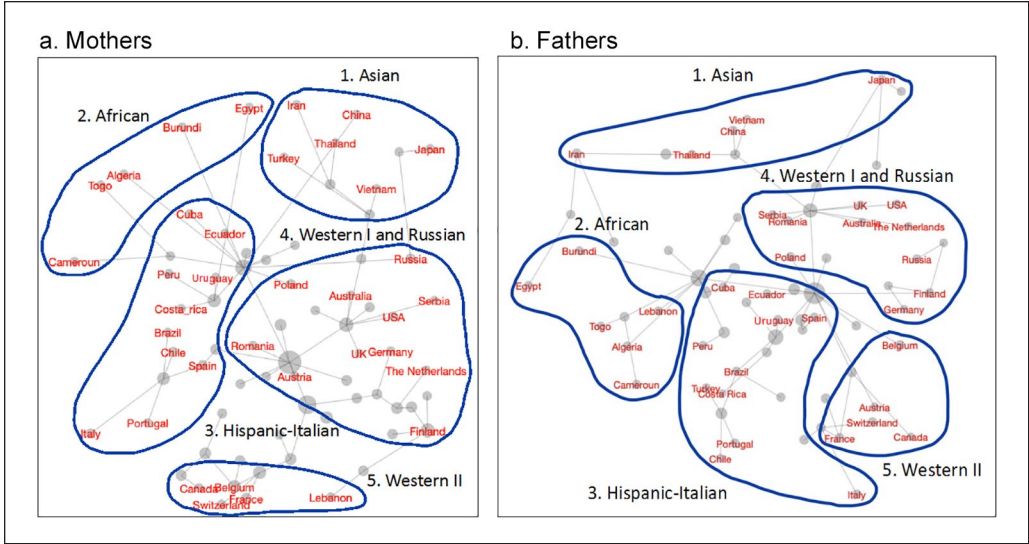 a. Mothers
1. Asian
2. African
Egypt
Iran
China
Burundi
Thailand
Japan
Turkey
Algeria
Togo
Vietnam
Cuba
Ecuador
4. Western I and Russian
Cameroun
Russia
Peru
Uruguay
Poland
Australia
Serbia
Costa_rica
USA
Brazil
Romania
Chile
UK
Germany
Spain
The Netherlands
Austria
Portugal
Italy
3. Hispanic-Italian
Finland
5. Western II
Canada
Belgium
France
Switzerland
Lebanon
b. Fathers
1. Asian
Japan
Vietnam
China
Iran
Thailand
4. Western I and Russian
UK
USA
Serbia
Romania
Australia
The Netherlands
2. African
Burundi
Poland
Russia
Egypt
Cuba
Ecuador
Finland
Lebanon
Germany
Togo
Uruguay
Spain
Algeria
Peru
Belgium
Cameroun
Brazil
Turkey
Costa Rica
Austria
Switzerland
Portugal
France
Canada
Chile
5. Western II
3. Hispanic-Italian
Italy